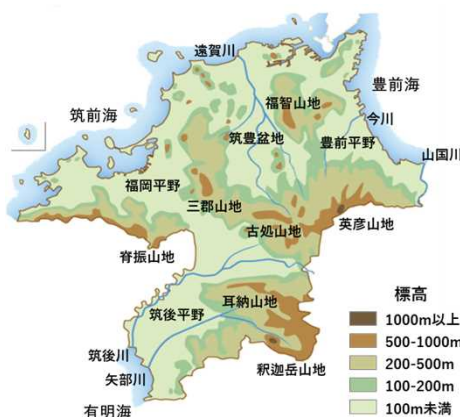 遠賀川
豊前海
福智山地
筑前海
今川
筑豊盆地
豊前平野
山国川
福岡平野
三郡山地
英彦山地
古処山地
脊振山地
標高
耳納山地
1000m以上
筑後平野
500-1000m
200-500m
筑後川
釈迦岳山地
100-200m
矢部川
100m未満
有明海